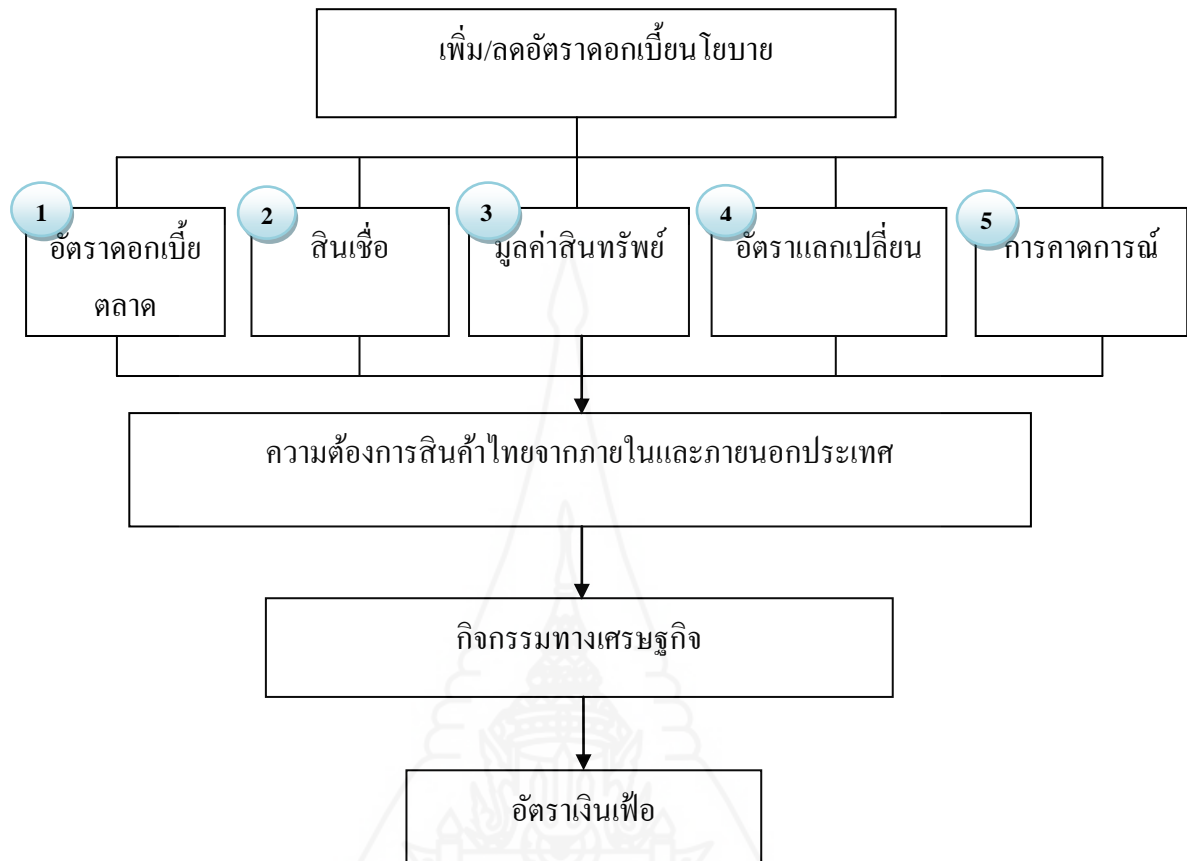 เพิ่ม/ลดอัตราดอกเบี้ยนโยบาย
1
2
3
4
5
อัตราดอกเบี้ย
ตลาด
สินเชื่อ
มูลค่าสินทรัพย์
อัตราแลกเปลี่ยน
การคาดการณ์
ความต้องการสินค้าไทยจากภายในและภายนอกประเทศ
กิจกรรมทางเศรษฐกิจ
อัตราเงินเฟ้อ